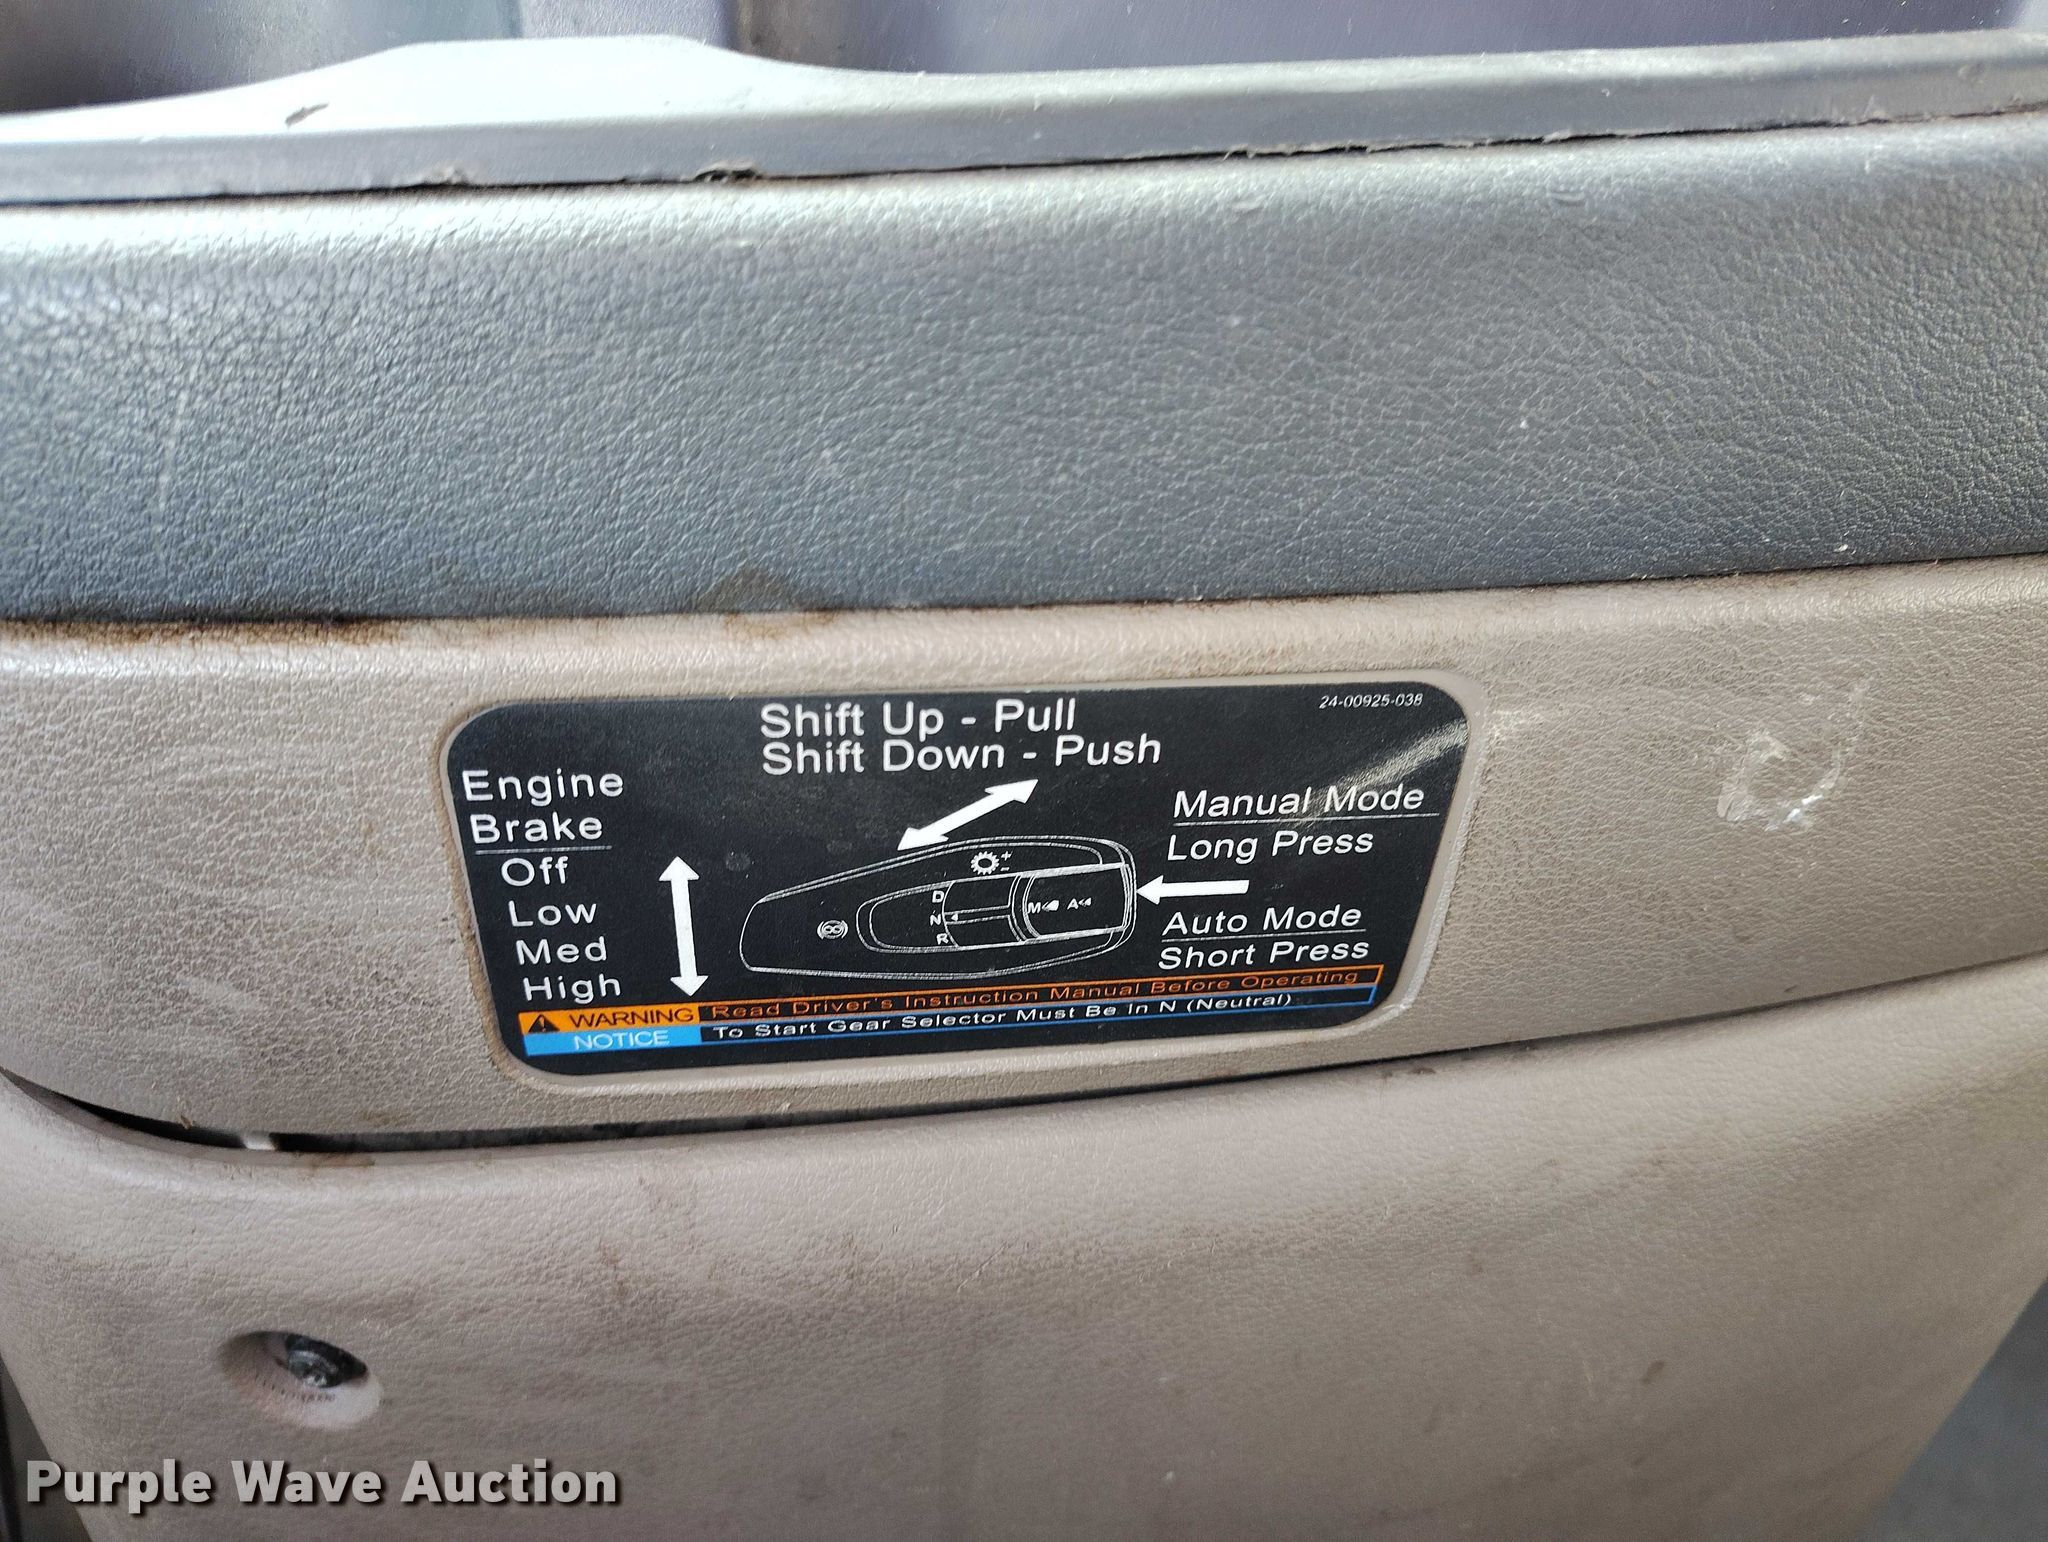 24-00925-038
Shift Up - Pull
Shift Down - Push
Engine
Brake
Off
Low
Med
High
Manual Mode
Long Press
Auto Mode
Short Press
+
-
D
N
R
M A
WARNING Read Driver's Instruction Manual Before Operating
NOTICE To Start Gear Selector Must Be In N (Neutral)
Purple Wave Auction